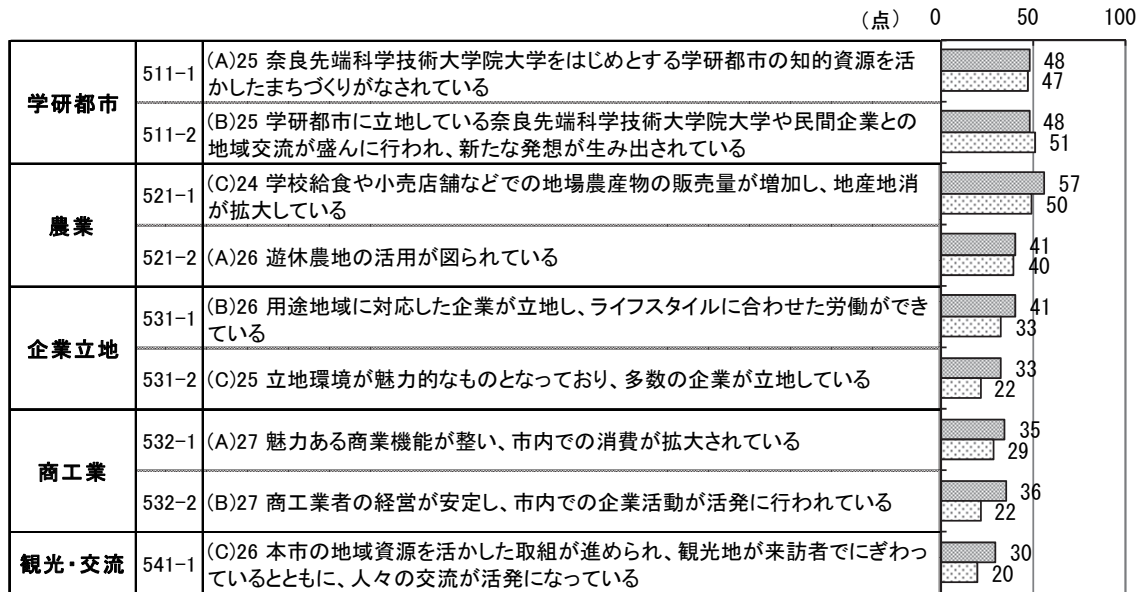 (点) 0 50 100
学研都市
511-1 (A)25 奈良先端科学技術大学院大学をはじめとする学研都市の知的資源を活
かしたまちづくりがなされている
48
47
511-2 (B)25 学研都市に立地している奈良先端科学技術大学院大学や民間企業との
地域交流が盛んに行われ、新たな発想が生み出されている
48
51
農業
521-1 (C)24 学校給食や小売店舗などでの地場農産物の販売量が増加し、地産地消
が拡大している
57
50
521-2 (A)26 遊休農地の活用が図られている
41
40
企業立地
531-1 (B)26 用途地域に対応した企業が立地し、ライフスタイルに合わせた労働ができ
ている
41
33
531-2 (C)25 立地環境が魅力的なものとなっており、多数の企業が立地している
33
22
商工業
532-1 (A)27 魅力ある商業機能が整い、市内での消費が拡大されている
35
29
532-2 (B)27 商工業者の経営が安定し、市内での企業活動が活発に行われている
36
22
観光・交流
541-1 (C)26 本市の地域資源を活かした取組が進められ、観光地が来訪者でにぎわっ
ているとともに、人々の交流が活発になっている
30
20